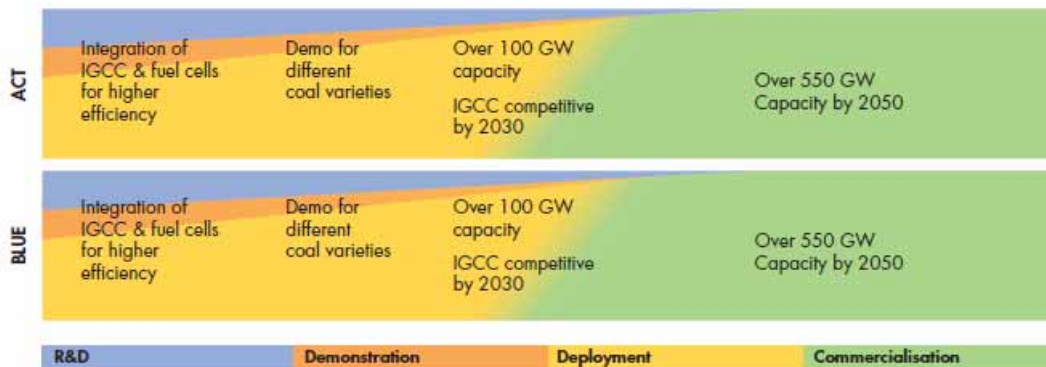 ACT
Integration of
IGCC & fuel cells
for higher
efficiency
Demo for
different
coal varieties
Over 100 GW
capacity
IGCC competitive
by 2030
Over 550 GW
Capacity by 2050
BLUE
Integration of
IGCC & fuel cells
for higher
efficiency
Demo for
different
coal varieties
Over 100 GW
capacity
IGCC competitive
by 2030
Over 550 GW
Capacity by 2050
R&D
Demonstration
Deployment
Commercialisation